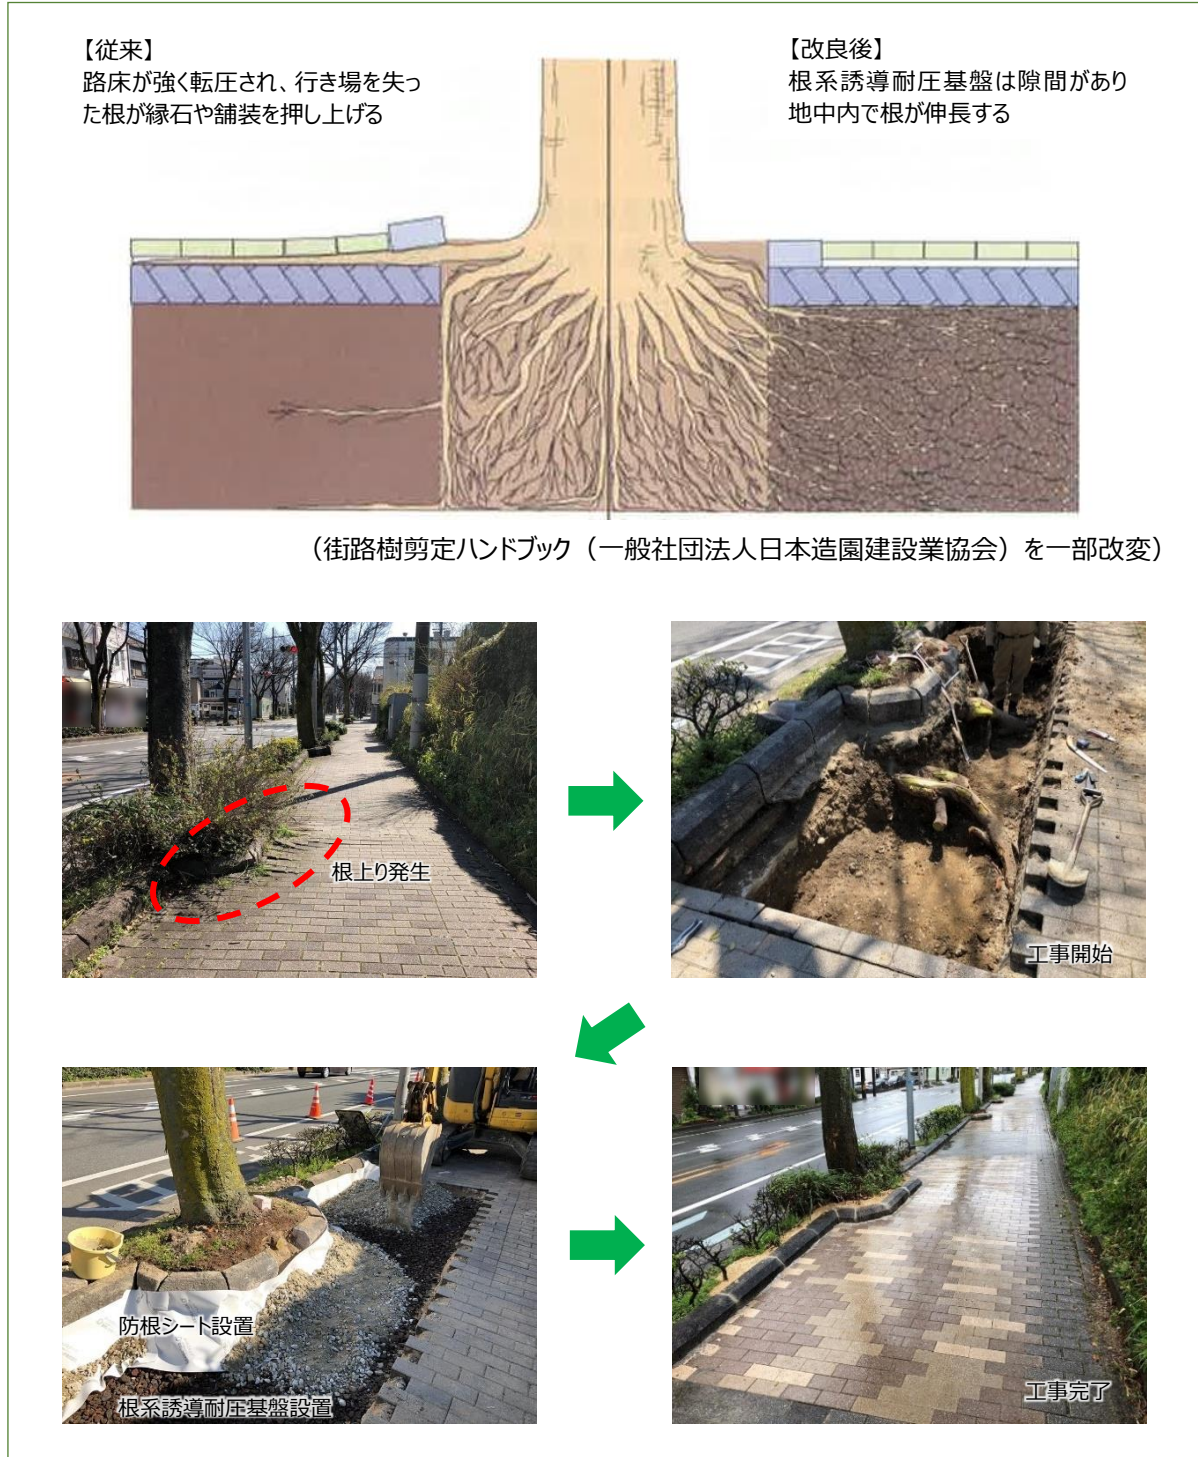 【従来】
路床が強く転圧され、行き場を失っ
た根が縁石や舗装を押し上げる
【改良後】
根系誘導耐圧基盤は隙間があり
地中内で根が伸長する
（街路樹剪定ハンドブック（一般社団法人日本造園建設業協会）を一部改変）
根上り発生
工事開始
防根シート設置
根系誘導耐圧基盤設置
工事完了